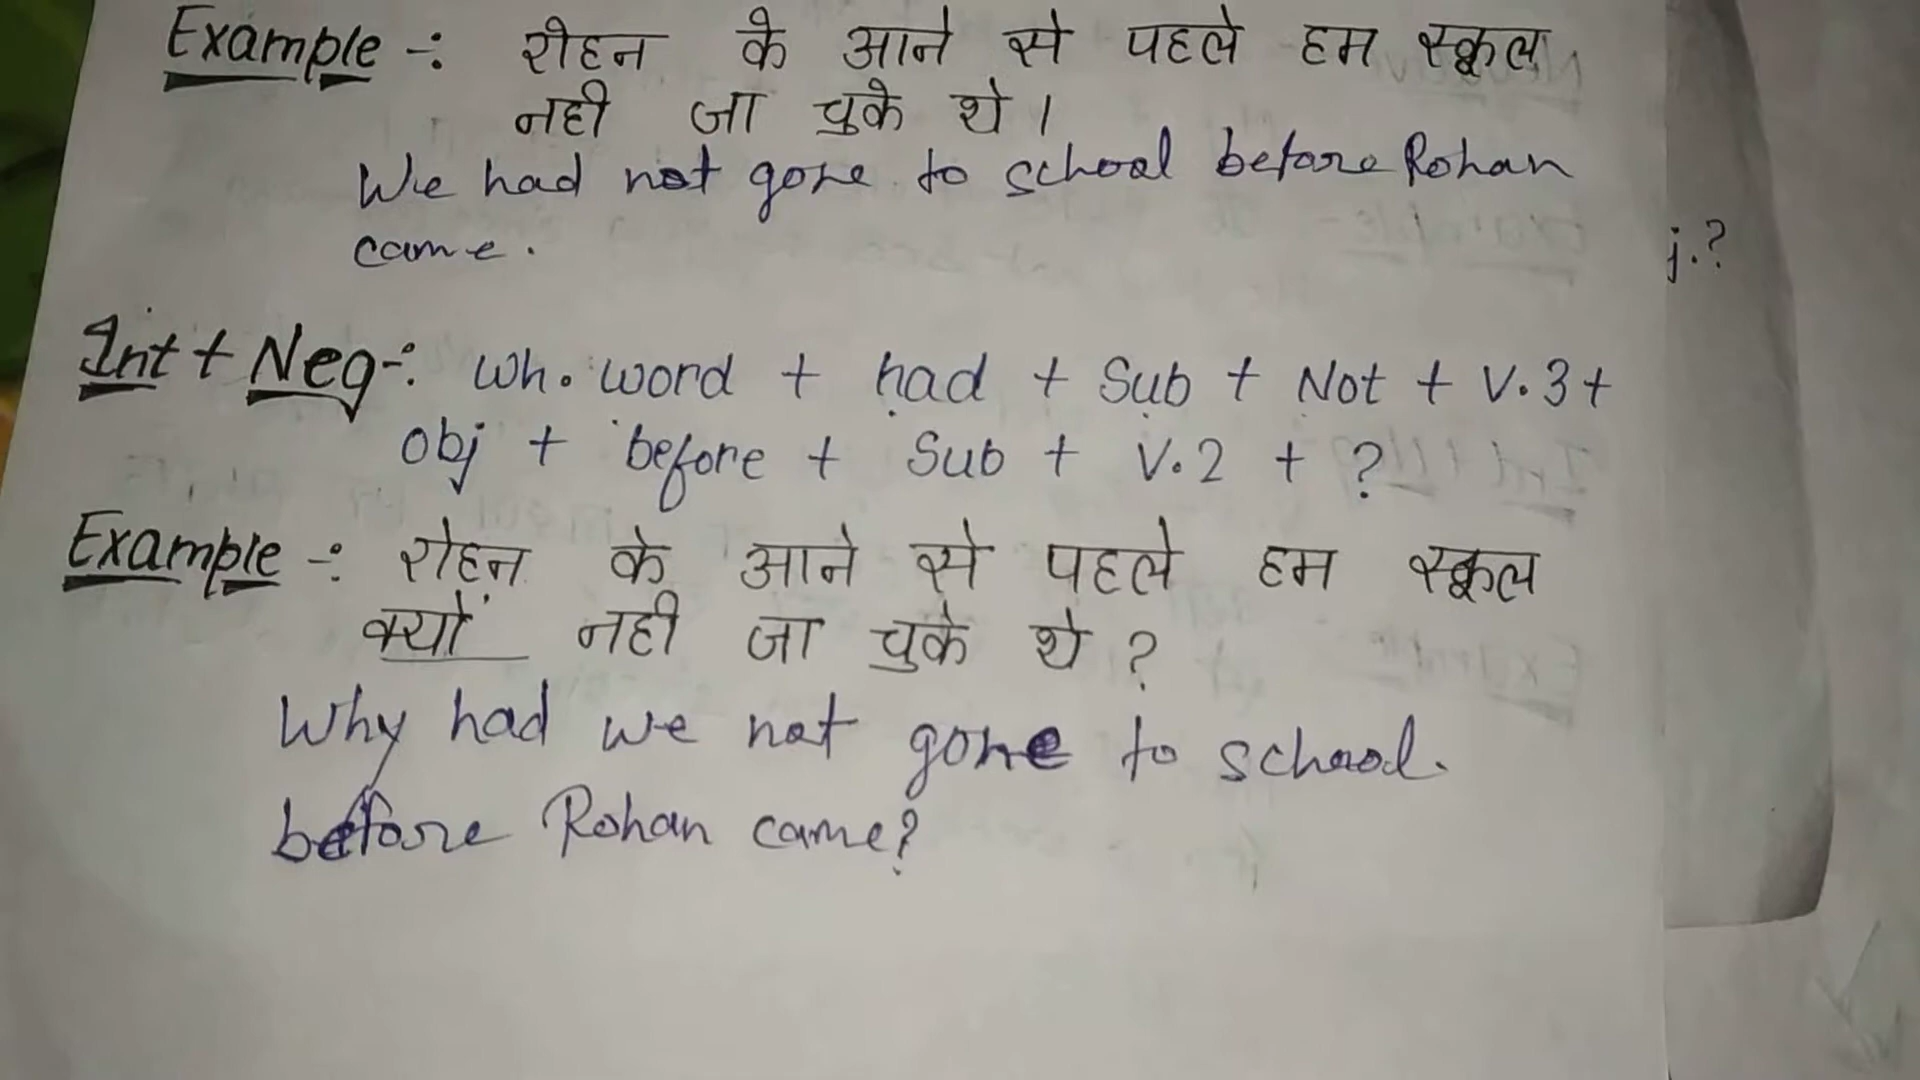 Example -: रोहन के आने से पहले हम स्कूल
नही जा चुके थे।
We had not gone to school before Rohan
came.
j.?
Int + Neg-: Wh. word + had + Sub + Not + V.3 +
obj + before + Sub + V.2 + ?
Example -: रोहन के आने से पहले हम स्कूल
क्यों नही जा चुके थे ?
Why had we not gone to school.
before Rohan came?